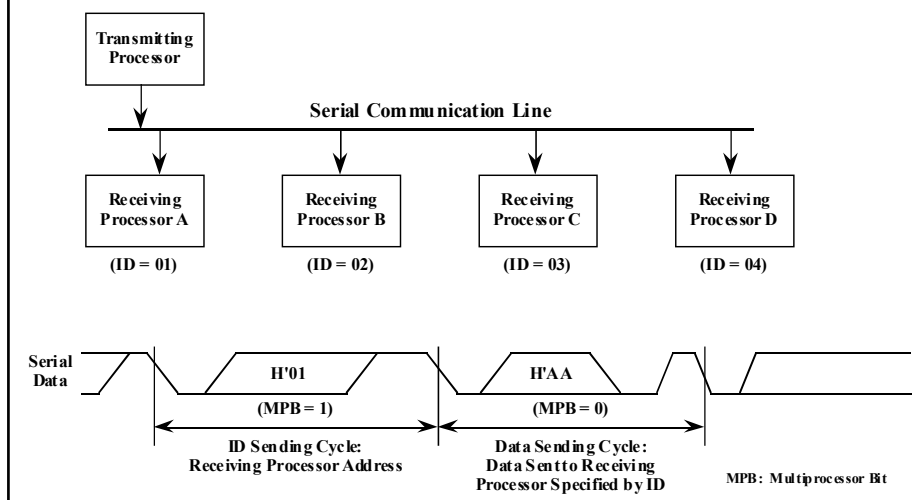 Transmitting
Processor
Serial Communication Line
Receiving
Processor A
Receiving
Processor B
Receiving
Processor C
Receiving
Processor D
(ID = 01)
(ID = 02)
(ID = 03)
(ID = 04)
Serial
Data
H'01
H'AA
(MPB = 1)
(MPB = 0)
ID Sending Cycle:
Receiving Processor Address
Data Sending Cycle:
Data Sent to Receiving
Processor Specified by ID
MPB: Multiprocessor Bit